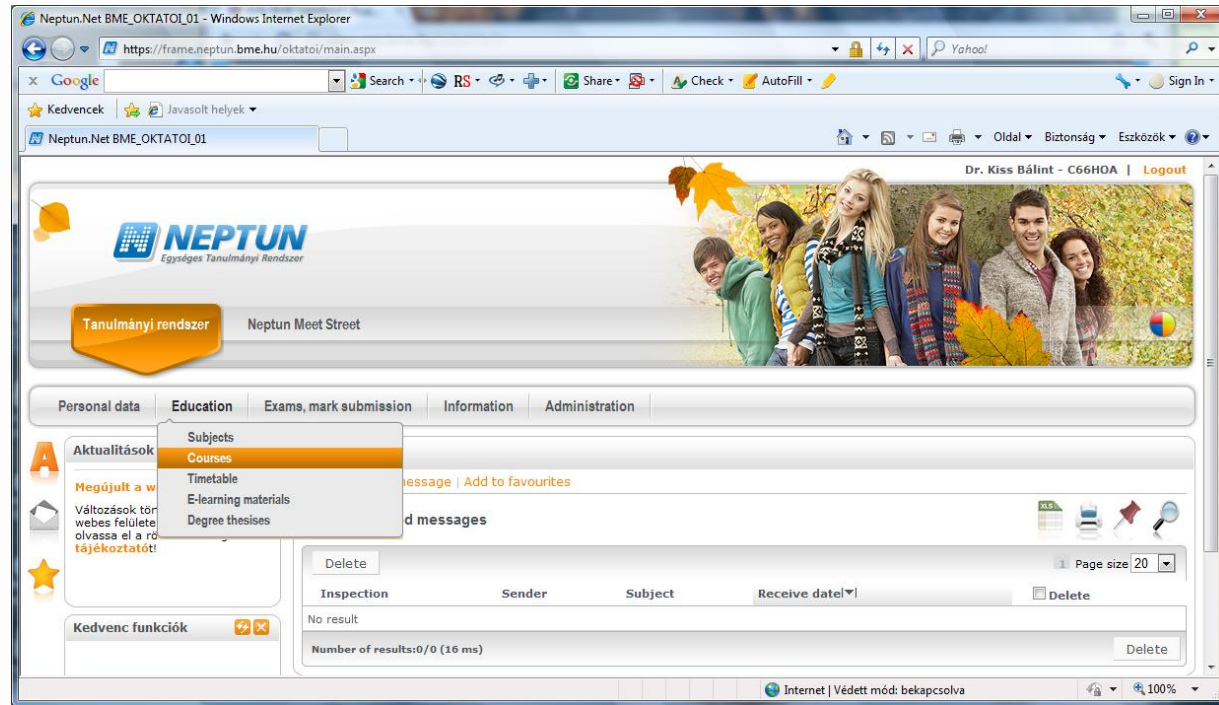 Neptun.Net BME_OKTATOI_01 - Windows Internet Explorer
https://frame.neptun.bme.hu/oktatoi/main.aspx
Yahoo!
x Google
Search
RS
Share
Check
AutoFill
Sign In
Kedvencek
Javasolt helyek
Neptun.Net BME_OKTATOI_01
Oldal
Biztonság
Eszközök
Dr. Kiss Bálint - C66HOA | Logout
NEPTUN
Egységes Tanulmányi Rendszer
Tanulmányi rendszer
Neptun Meet Street
Personal data
Education
Exams, mark submission
Information
Administration
Subjects
Courses
Timetable
E-learning materials
Degree thesises
A
Aktualitások
Megújult a w
Változások tör
webes felülete
olvassa el a rö
tájékoztatót!
essage | Add to favourites
d messages
XLS
Delete
1 Page size 20
Inspection Sender Subject Receive date Delete
No result
Number of results:0/0 (16 ms)
Delete
Kedvenc funkciók
Internet | Védett mód: bekapcsolva
100%